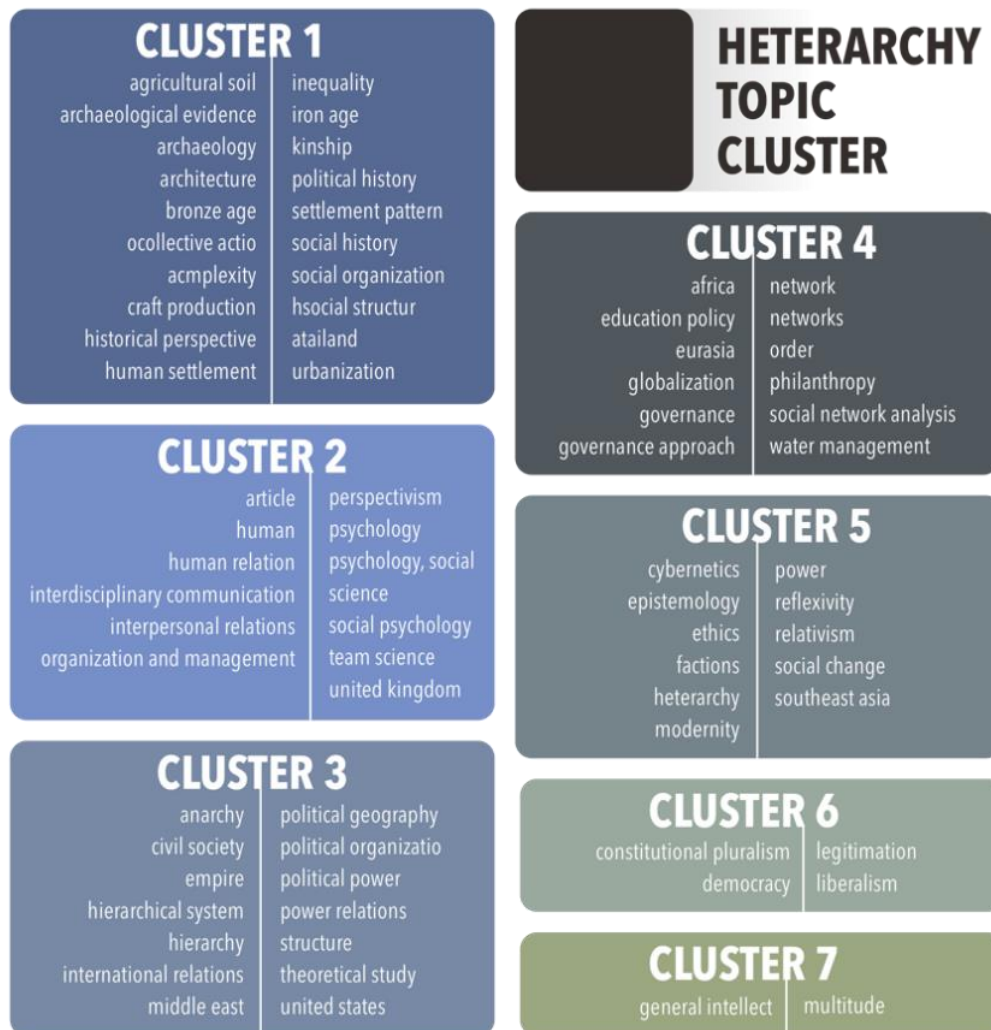 CLUSTER 1
agricultural soil
archaeological evidence
archaeology
architecture
bronze age
ocollective actio
acmplexity
craft production
historical perspective
human settlement
inequality
iron age
kinship
political history
settlement pattern
social history
social organization
hsocial structur
atailand
urbanization
CLUSTER 2
article
human
human relation
interdisciplinary communication
interpersonal relations
organization and management
perspectivism
psychology
psychology, social
science
social psychology
team science
united kingdom
CLUSTER 3
anarchy
civil society
empire
hierarchical system
hierarchy
international relations
middle east
political geography
political organizatio
political power
power relations
structure
theoretical study
united states
HETERARCHY
TOPIC
CLUSTER
CLUSTER 4
africa
education policy
eurasia
globalization
governance
governance approach
network
networks
order
philanthropy
social network analysis
water management
CLUSTER 5
cybernetics
epistemology
ethics
factions
heterarchy
modernity
power
reflexivity
relativism
social change
southeast asia
CLUSTER 6
constitutional pluralism
democracy
legitimation
liberalism
CLUSTER 7
general intellect
multitude